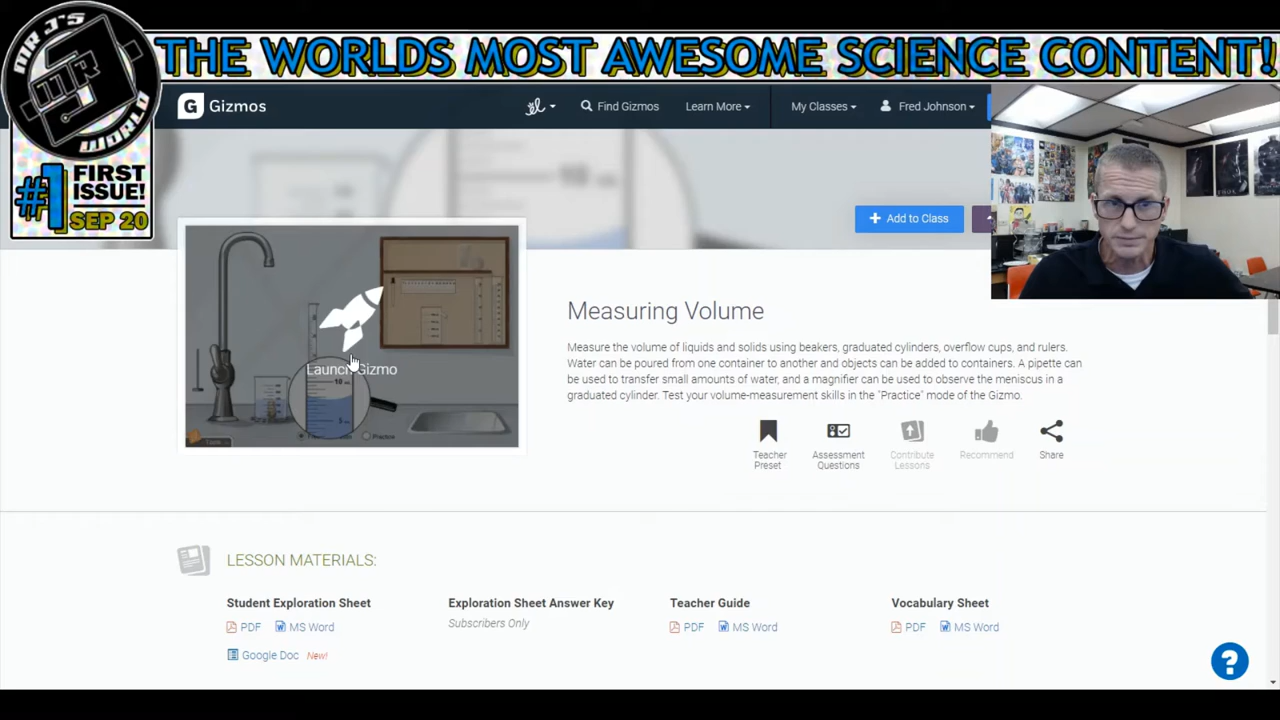 MR J'S
WORLD
THE WORLDS MOST AWESOME SCIENCE CONTENT!
#1 FIRST ISSUE!
SEP 20
G Gizmos
el
Find Gizmos
Learn More
My Classes
Fred Johnson
+ Add to Class
Launch Gizmo
Measuring Volume
Measure the volume of liquids and solids using beakers, graduated cylinders, overflow cups, and rulers.
Water can be poured from one container to another and objects can be added to containers. A pipette can
be used to transfer small amounts of water, and a magnifier can be used to observe the meniscus in a
graduated cylinder. Test your volume-measurement skills in the "Practice" mode of the Gizmo.
Teacher Preset
Assessment Questions
Contribute Lessons
Recommend
Share
LESSON MATERIALS:
Student Exploration Sheet
PDF MS Word
Google Doc New!
Exploration Sheet Answer Key
Subscribers Only
Teacher Guide
PDF MS Word
Vocabulary Sheet
PDF MS Word
?